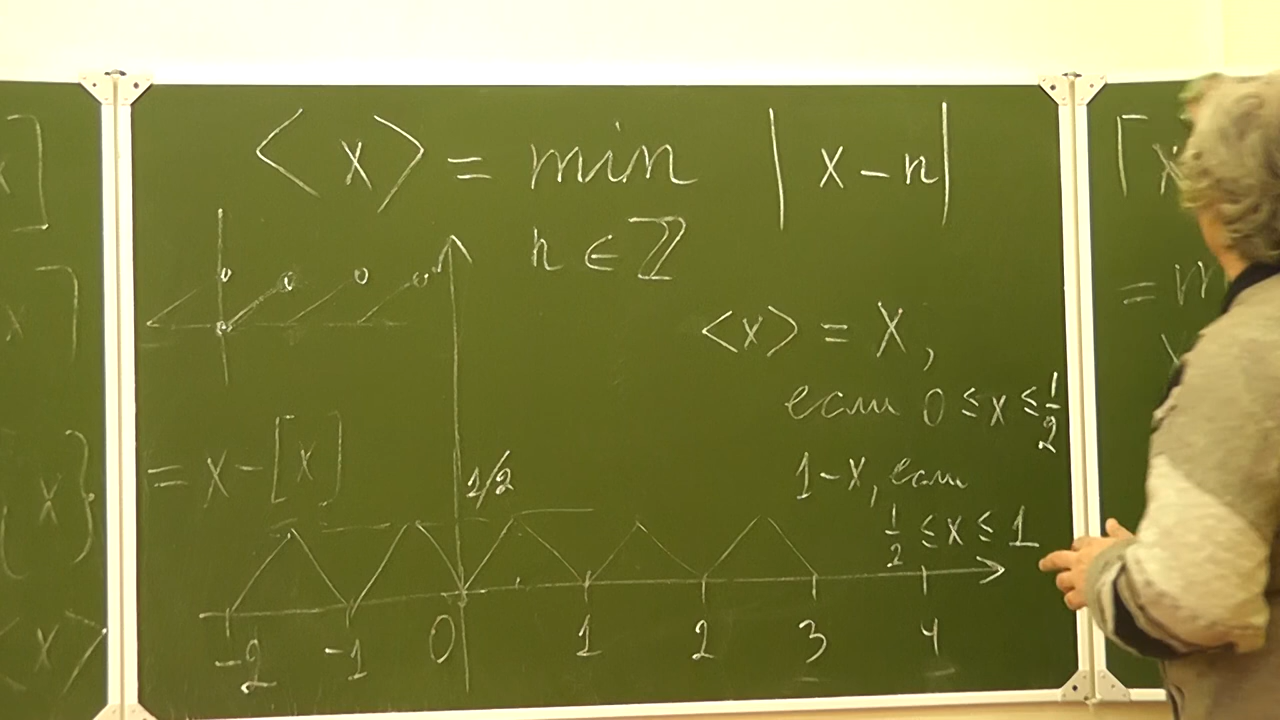 x]
⟨x⟩ = min |x-n|
n ∈ ℤ
⌈x
x⌉
= m
⟨x⟩ = x,
если 0 ≤ x ≤ 1/2
{x} = x-[x]
1/2
1-x, если
1/2 ≤ x ≤ 1
⟨x⟩
-2 -1 0 1 2 3 4